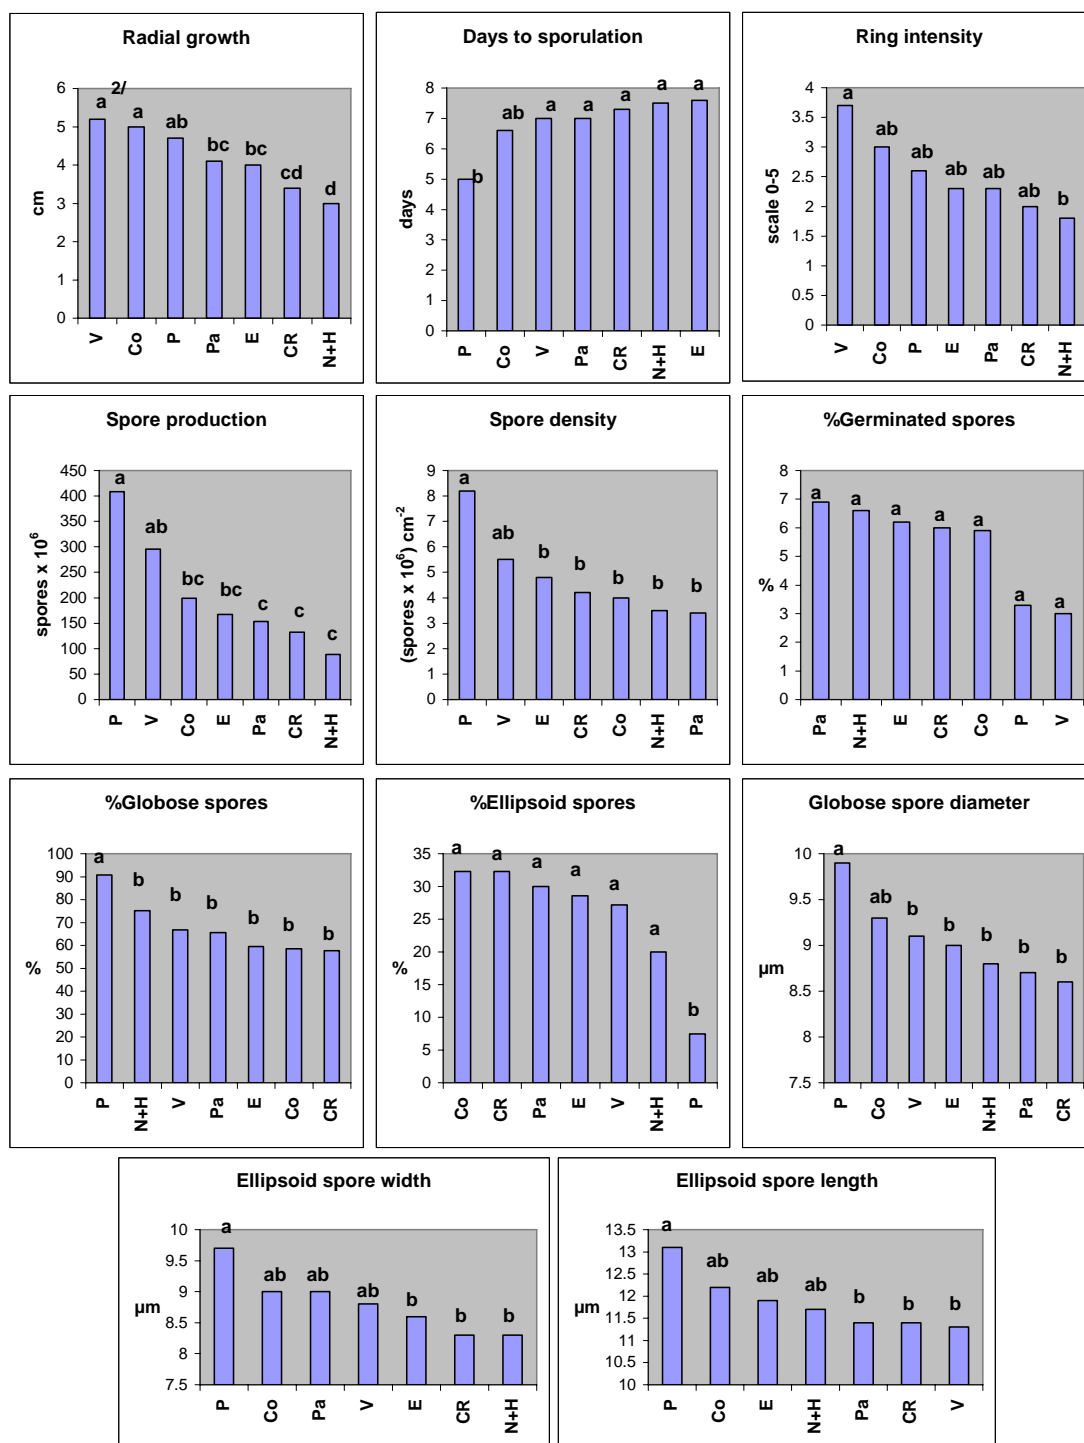 Radial growth
a 2/
a
ab
bc
bc
cd
d
6
5
4
3
2
1
0
cm
V
Co
P
Pa
E
CR
N+H
Days to sporulation
b
ab
a
a
a
a
a
8
7
6
5
4
3
2
1
0
days
P
Co
V
Pa
CR
N+H
E
Ring intensity
a
ab
ab
ab
ab
ab
b
4
3.5
3
2.5
2
1.5
1
0.5
0
scale 0-5
V
Co
P
E
Pa
CR
N+H
Spore production
a
ab
bc
bc
c
c
c
450
400
350
300
250
200
150
100
50
0
spores x 10⁶
P
V
Co
E
Pa
CR
N+H
Spore density
a
ab
b
b
b
b
b
9
8
7
6
5
4
3
2
1
0
(spores x 10⁶) cm⁻²
P
V
E
CR
Co
N+H
Pa
%Germinated spores
a
a
a
a
a
a
a
8
7
6
5
4
3
2
1
0
%
Pa
N+H
E
CR
Co
P
V
%Globose spores
a
b
b
b
b
b
b
100
90
80
70
60
50
40
30
20
10
0
%
P
N+H
V
Pa
E
Co
CR
%Ellipsoid spores
a
a
a
a
a
a
b
35
30
25
20
15
10
5
0
%
Co
CR
Pa
E
V
N+H
P
Globose spore diameter
a
ab
b
b
b
b
b
10
9.5
9
8.5
8
7.5
µm
P
Co
V
E
N+H
Pa
CR
Ellipsoid spore width
a
ab
ab
ab
b
b
b
10
9.5
9
8.5
8
7.5
µm
P
Co
Pa
V
E
CR
N+H
Ellipsoid spore length
a
ab
ab
ab
b
b
b
13.5
13
12.5
12
11.5
11
10.5
10
µm
P
Co
E
N+H
Pa
CR
V